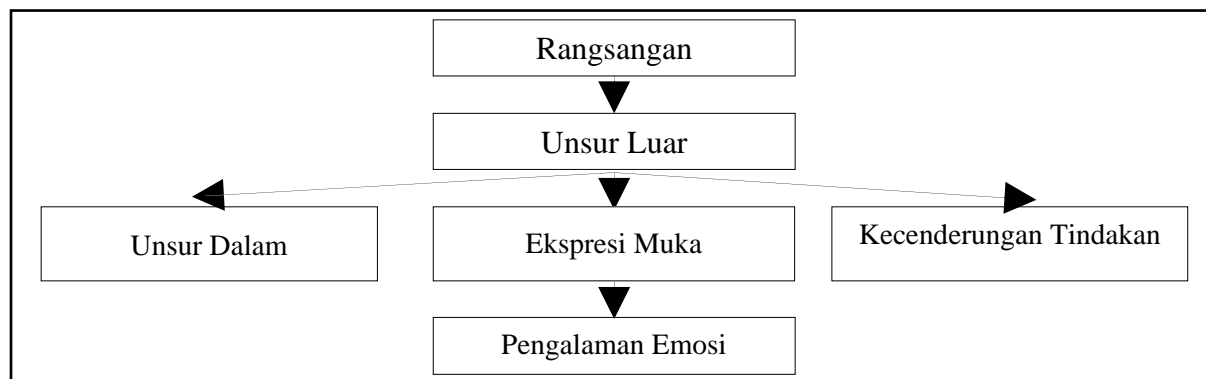 Rangsangan
Unsur Luar
Unsur Dalam
Ekspresi Muka
Kecenderungan Tindakan
Pengalaman Emosi